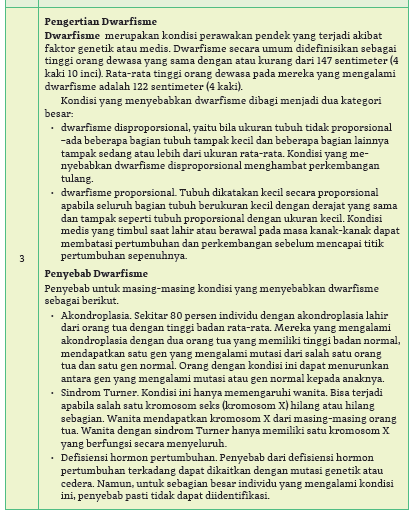 Pengertian Dwarfisme
Dwarfisme merupakan kondisi perawakan pendek yang terjadi akibat
faktor genetik atau medis. Dwarfisme secara umum didefinisikan sebagai
tinggi orang dewasa yang sama dengan atau kurang dari 147 sentimeter (4
kaki 10 inci). Rata-rata tinggi orang dewasa pada mereka yang mengalami
dwarfisme adalah 122 sentimeter (4 kaki).
Kondisi yang menyebabkan dwarfisme dibagi menjadi dua kategori
besar:
• dwarfisme disproporsional, yaitu bila ukuran tubuh tidak proporsional
–ada beberapa bagian tubuh tampak kecil dan beberapa bagian lainnya
tampak sedang atau lebih dari ukuran rata-rata. Kondisi yang me-
nyebabkan dwarfisme disproporsional menghambat perkembangan
tulang.
• dwarfisme proporsional. Tubuh dikatakan kecil secara proporsional
apabila seluruh bagian tubuh berukuran kecil dengan derajat yang sama
dan tampak seperti tubuh proporsional dengan ukuran kecil. Kondisi
medis yang timbul saat lahir atau berawal pada masa kanak-kanak dapat
membatasi pertumbuhan dan perkembangan sebelum mencapai titik
pertumbuhan sepenuhnya.
3
Penyebab Dwarfisme
Penyebab untuk masing-masing kondisi yang menyebabkan dwarfisme
sebagai berikut.
• Akondroplasia. Sekitar 80 persen individu dengan akondroplasia lahir
dari orang tua dengan tinggi badan rata-rata. Mereka yang mengalami
akondroplasia dengan dua orang tua yang memiliki tinggi badan normal,
mendapatkan satu gen yang mengalami mutasi dari salah satu orang
tua dan satu gen normal. Orang dengan kondisi ini dapat menurunkan
antara gen yang mengalami mutasi atau gen normal kepada anaknya.
• Sindrom Turner. Kondisi ini hanya memengaruhi wanita. Bisa terjadi
apabila salah satu kromosom seks (kromosom X) hilang atau hilang
sebagian. Wanita mendapatkan kromosom X dari masing-masing orang
tua. Wanita dengan sindrom Turner hanya memiliki satu kromosom X
yang berfungsi secara menyeluruh.
• Defisiensi hormon pertumbuhan. Penyebab dari defisiensi hormon
pertumbuhan terkadang dapat dikaitkan dengan mutasi genetik atau
cedera. Namun, untuk sebagian besar individu yang mengalami kondisi
ini, penyebab pasti tidak dapat diidentifikasi.